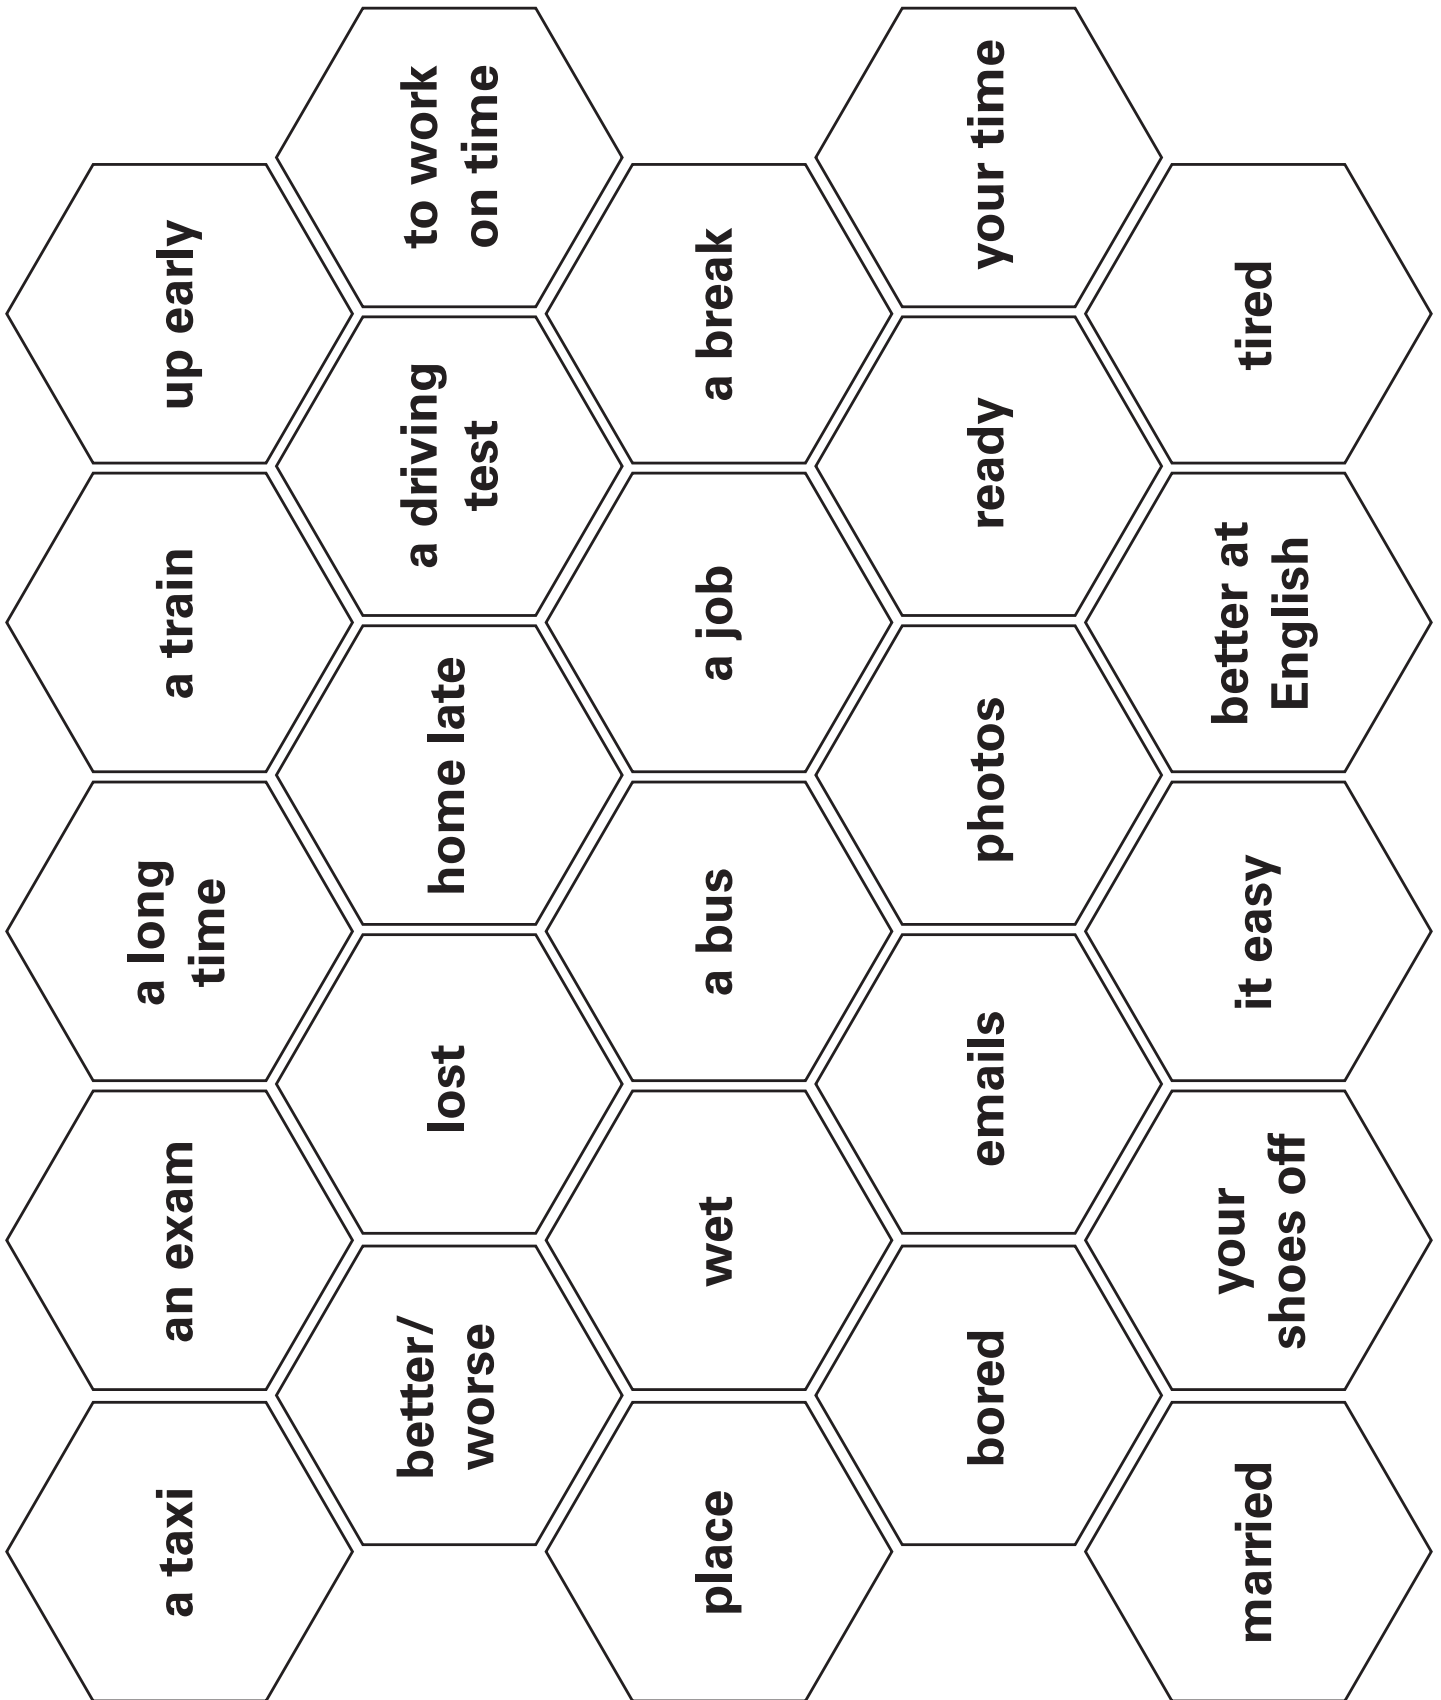 a taxi
an exam
a long
time
a train
up early
better/
worse
lost
home late
a driving
test
to work
on time
place
wet
a bus
a job
a break
bored
emails
photos
ready
your time
married
your
shoes off
it easy
better at
English
tired